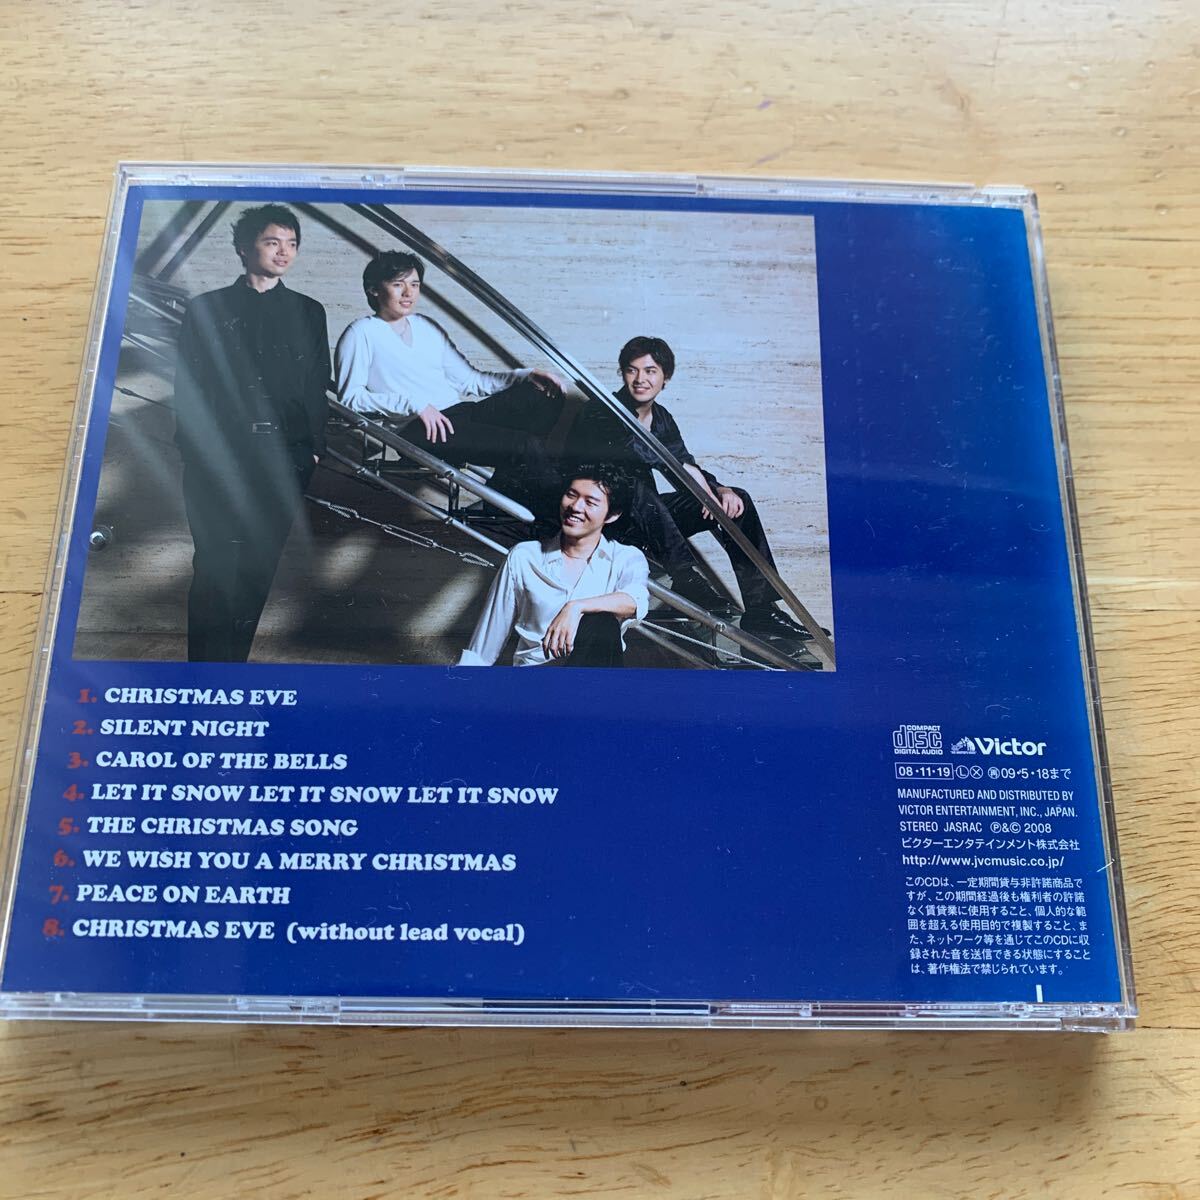 1. CHRISTMAS EVE
2. SILENT NIGHT
3. CAROL OF THE BELLS
4. LET IT SNOW LET IT SNOW LET IT SNOW
5. THE CHRISTMAS SONG
6. WE WISH YOU A MERRY CHRISTMAS
7. PEACE ON EARTH
8. CHRISTMAS EVE (without lead vocal)
COMPACT
disc
DIGITAL AUDIO
Victor
08·11·19 Ⓛ Ⓧ 再 09·5·18まで
MANUFACTURED AND DISTRIBUTED BY
VICTOR ENTERTAINMENT, INC., JAPAN.
STEREO JASRAC Ⓟ&© 2008
ビクターエンタテインメント株式会社
http://www.jvcmusic.co.jp/
このCDは、一定期間貸与非許諾商品で
すが、この期間経過後も権利者の許諾
なく賃貸業に使用すること、個人的な範
囲を超える使用目的で複製すること、ま
た、ネットワーク等を通じてこのCDに収
録された音を送信できる状態にすること
は、著作権法で禁じられています。